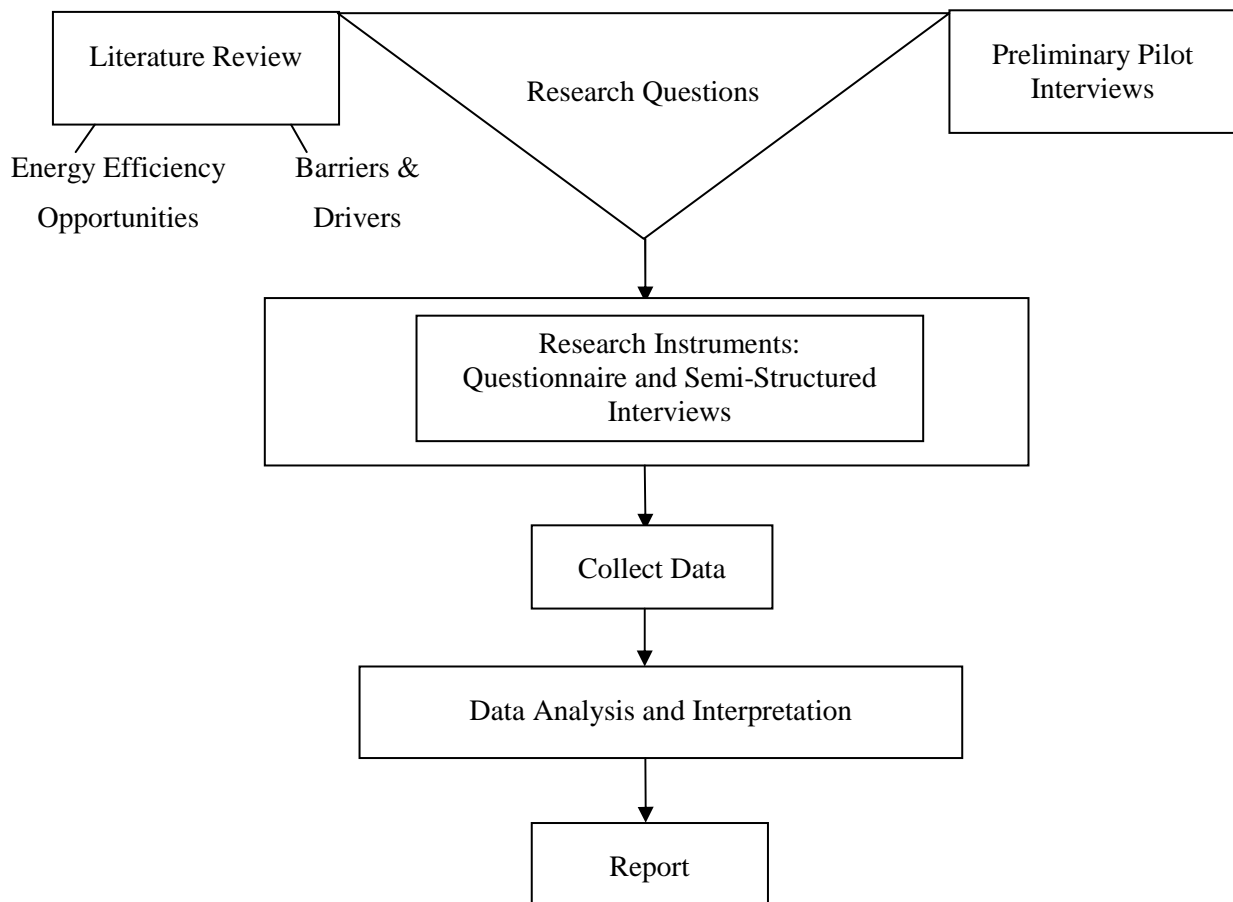 Literature Review
Research Questions
Preliminary Pilot
Interviews
Energy Efficiency
Opportunities
Barriers &
Drivers
Research Instruments:
Questionnaire and Semi-Structured
Interviews
Collect Data
Data Analysis and Interpretation
Report